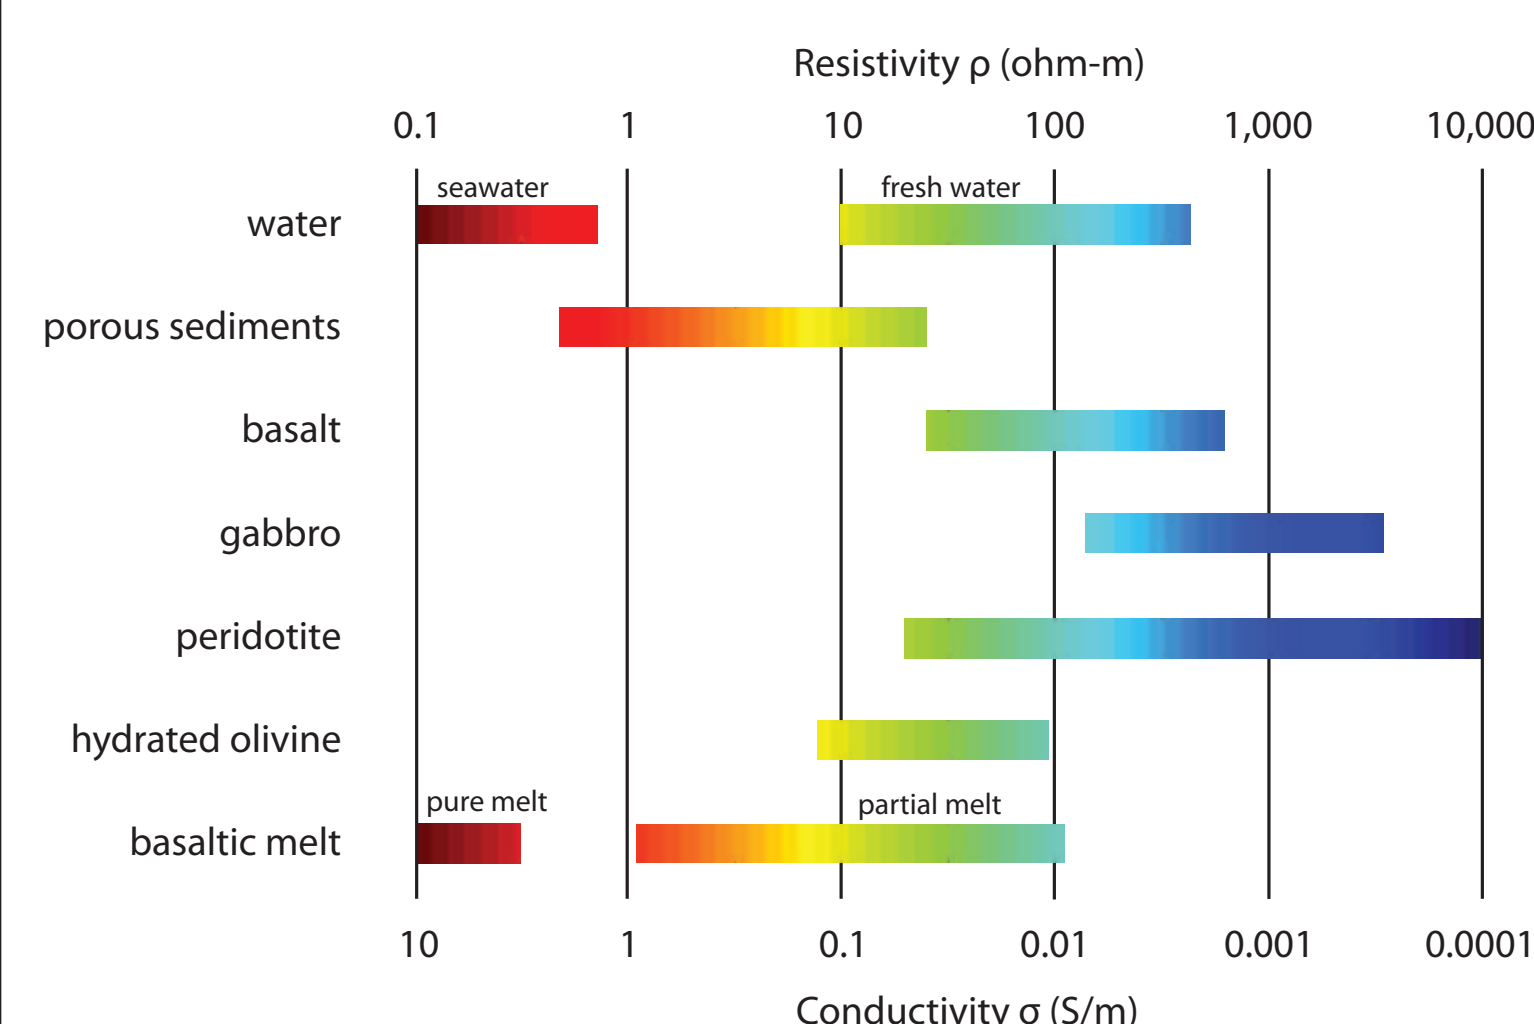 Resistivity ρ (ohm-m)
0.1 1 10 100 1,000 10,000
seawater fresh water
water
porous sediments
basalt
gabbro
peridotite
hydrated olivine
pure melt partial melt
basaltic melt
10 1 0.1 0.01 0.001 0.0001
Conductivity σ (S/m)